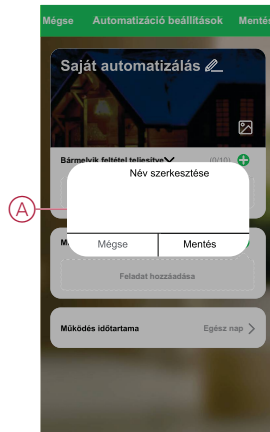 Mégse Automatizáció beállítások Mentés
Saját automatizálás
Bármelyik feltétel teljesítve (0/10)
Név szerkesztése
A
Mégse Mentés
Feladat hozzáadása
Működés időtartama Egész nap